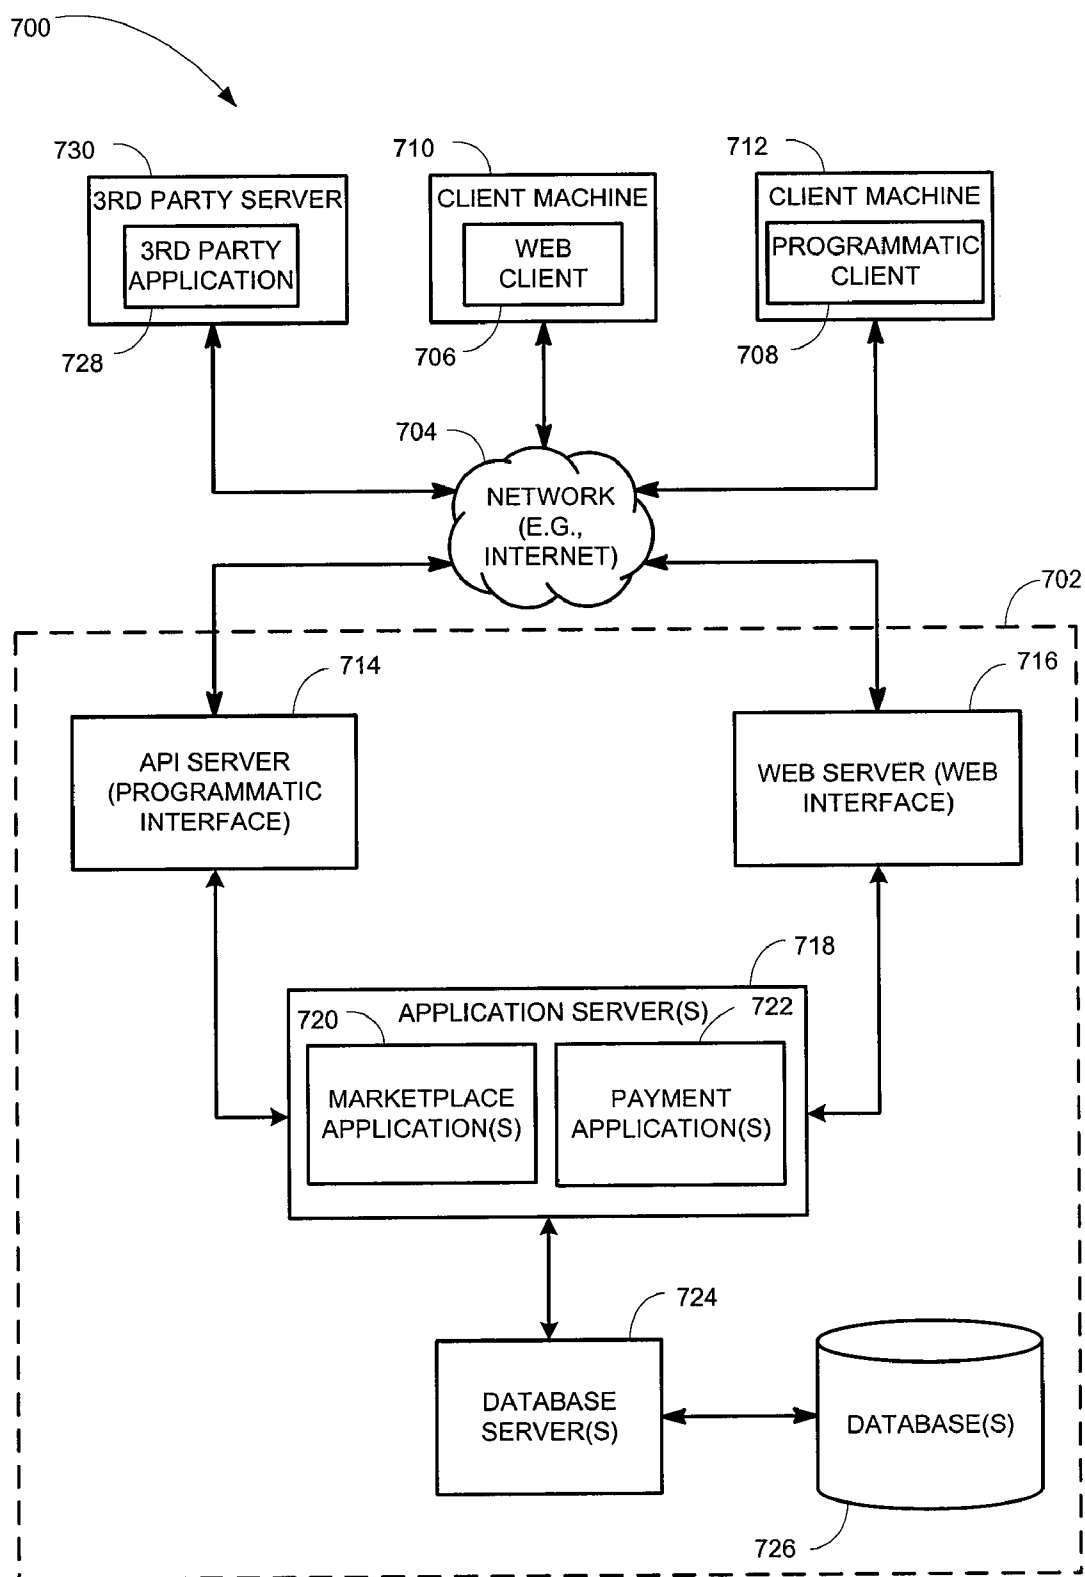 700
730
710
712
3RD PARTY SERVER
3RD PARTY
APPLICATION
CLIENT MACHINE
WEB
CLIENT
CLIENT MACHINE
PROGRAMMATIC
CLIENT
728
706
708
704
NETWORK
(E.G.,
INTERNET)
702
714
716
API SERVER
(PROGRAMMATIC
INTERFACE)
WEB SERVER (WEB
INTERFACE)
718
APPLICATION SERVER(S)
720
722
MARKETPLACE
APPLICATION(S)
PAYMENT
APPLICATION(S)
724
DATABASE
SERVER(S)
DATABASE(S)
726